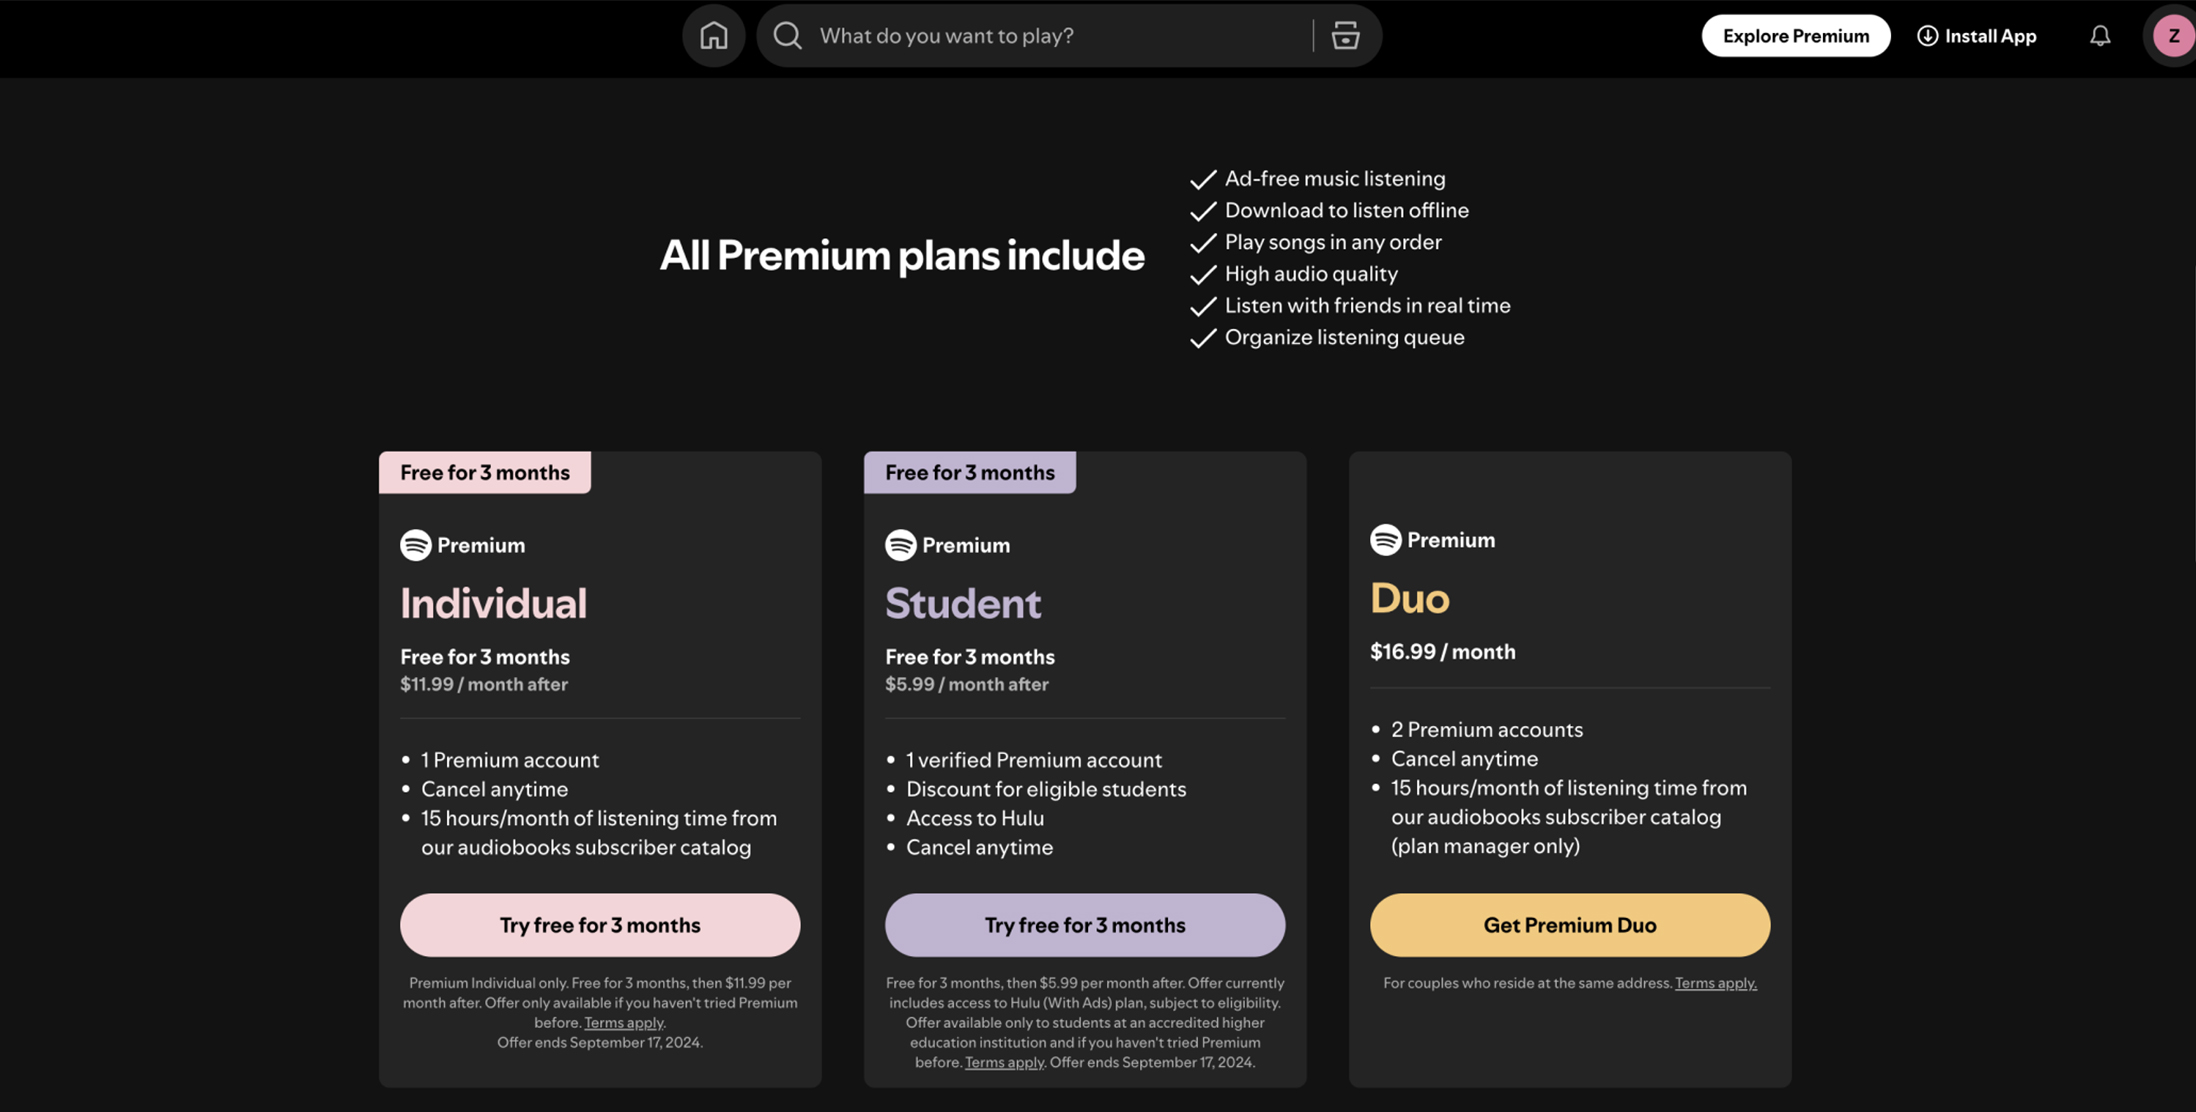 What do you want to play?
Explore Premium
Install App
Z
All Premium plans include
Ad-free music listening
Download to listen offline
Play songs in any order
High audio quality
Listen with friends in real time
Organize listening queue
Free for 3 months
Premium
Individual
Free for 3 months
$11.99 / month after
• 1 Premium account
• Cancel anytime
• 15 hours/month of listening time from
our audiobooks subscriber catalog
Try free for 3 months
Premium Individual only. Free for 3 months, then $11.99 per
month after. Offer only available if you haven't tried Premium
before. Terms apply.
Offer ends September 17, 2024.
Free for 3 months
Premium
Student
Free for 3 months
$5.99 / month after
• 1 verified Premium account
• Discount for eligible students
• Access to Hulu
• Cancel anytime
Try free for 3 months
Free for 3 months, then $5.99 per month after. Offer currently
includes access to Hulu (With Ads) plan, subject to eligibility.
Offer available only to students at an accredited higher
education institution and if you haven't tried Premium
before. Terms apply. Offer ends September 17, 2024.
Premium
Duo
$16.99 / month
• 2 Premium accounts
• Cancel anytime
• 15 hours/month of listening time from
our audiobooks subscriber catalog
(plan manager only)
Get Premium Duo
For couples who reside at the same address. Terms apply.